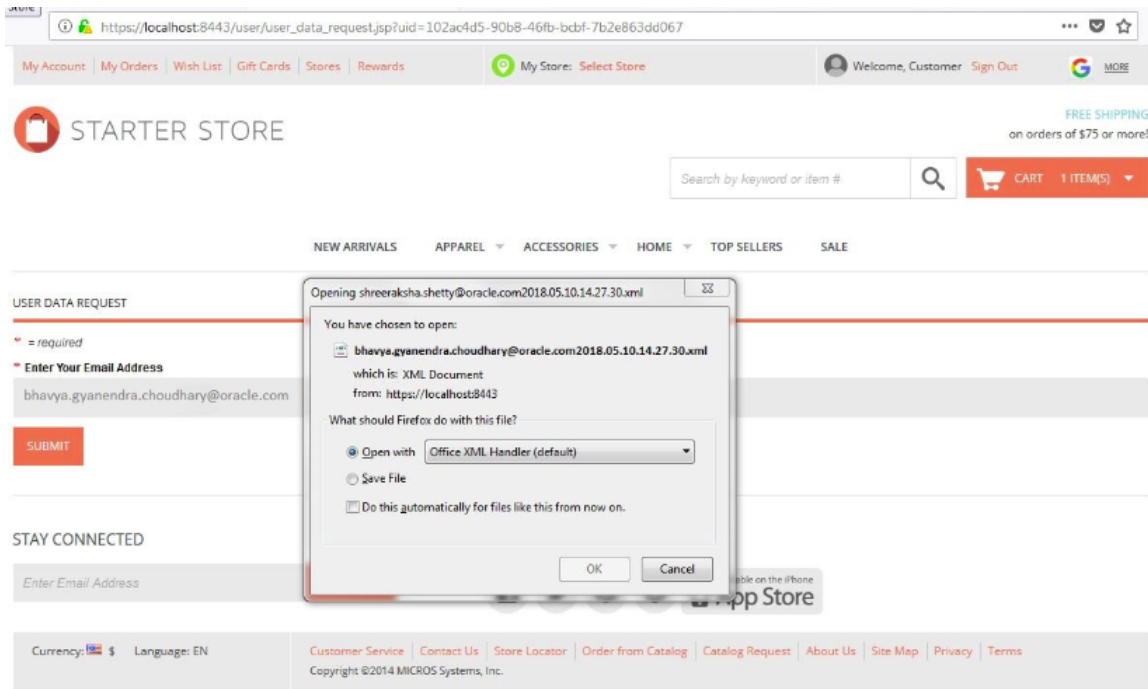 Store
https://localhost:8443/user/user_data_request.jsp?uid=102ac4d5-90b8-46fb-bcbf-7b2e863dd067
My Account My Orders Wish List Gift Cards Stores Rewards My Store: Select Store Welcome, Customer Sign Out G MORE
STARTER STORE
FREE SHIPPING
on orders of $75 or more!
Search by keyword or item # CART 1 ITEM(S)
NEW ARRIVALS APPAREL ACCESSORIES HOME TOP SELLERS SALE
USER DATA REQUEST
* = required
* Enter Your Email Address
bhavya.gyanendra.choudhary@oracle.com
SUBMIT
Opening shreeraksha.shetty@oracle.com2018.05.10.14.27.30.xml
You have chosen to open:
bhavya.gyanendra.choudhary@oracle.com2018.05.10.14.27.30.xml
which is: XML Document
from: https://localhost:8443
What should Firefox do with this file?
Open with Office XML Handler (default)
Save File
Do this automatically for files like this from now on.
OK Cancel
STAY CONNECTED
Enter Email Address
on the iPhone
App Store
Currency: $ Language: EN
Customer Service Contact Us Store Locator Order from Catalog Catalog Request About Us Site Map Privacy Terms
Copyright ©2014 MICROS Systems, Inc.